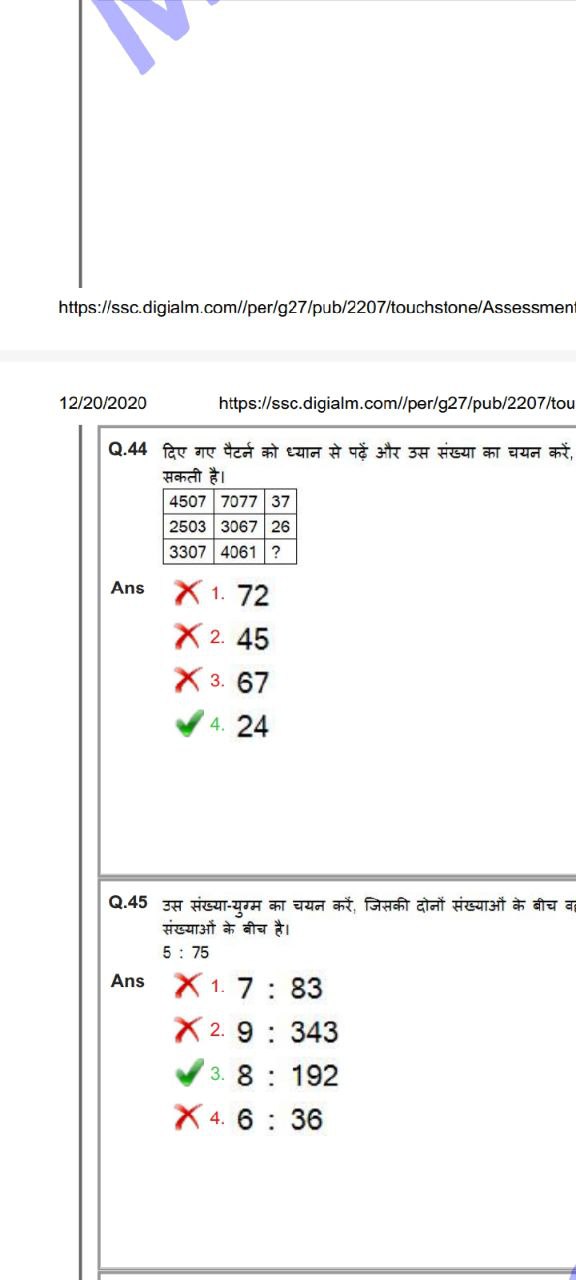 https://ssc.digialm.com//per/g27/pub/2207/touchstone/Assessment
12/20/2020 https://ssc.digialm.com//per/g27/pub/2207/tou
Q.44 दिए गए पैटर्न को ध्यान से पढ़ें और उस संख्या का चयन करें,
सकती है।
4507 7077 37
2503 3067 26
3307 4061 ?
Ans 1. 72
2. 45
3. 67
4. 24
Q.45 उस संख्या-युग्म का चयन करें, जिसकी दोनों संख्याओं के बीच
संख्याओं के बीच है।
5 : 75
Ans 1. 7 : 83
2. 9 : 343
3. 8 : 192
4. 6 : 36